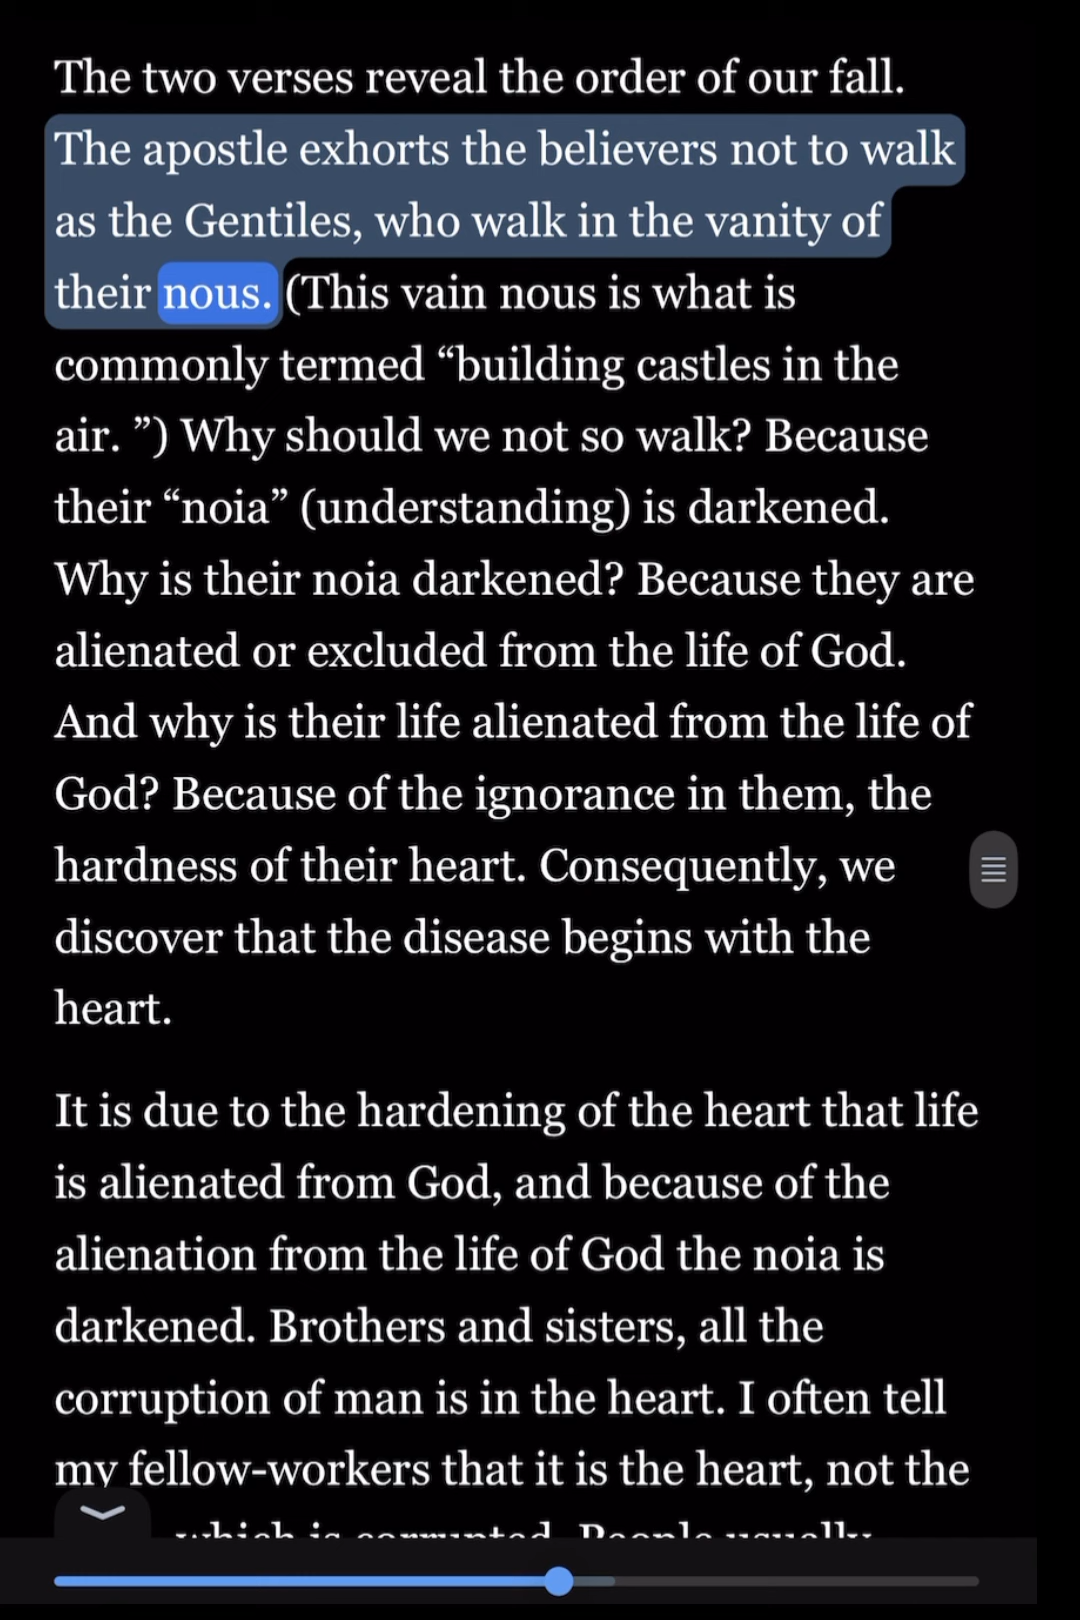 The two verses reveal the order of our fall.
The apostle exhorts the believers not to walk
as the Gentiles, who walk in the vanity of
their nous. (This vain nous is what is
commonly termed “building castles in the
air. ”) Why should we not so walk? Because
their “noia” (understanding) is darkened.
Why is their noia darkened? Because they are
alienated or excluded from the life of God.
And why is their life alienated from the life of
God? Because of the ignorance in them, the
hardness of their heart. Consequently, we
discover that the disease begins with the
heart.
It is due to the hardening of the heart that life
is alienated from God, and because of the
alienation from the life of God the noia is
darkened. Brothers and sisters, all the
corruption of man is in the heart. I often tell
my fellow-workers that it is the heart, not the
which is corrupted. People usually